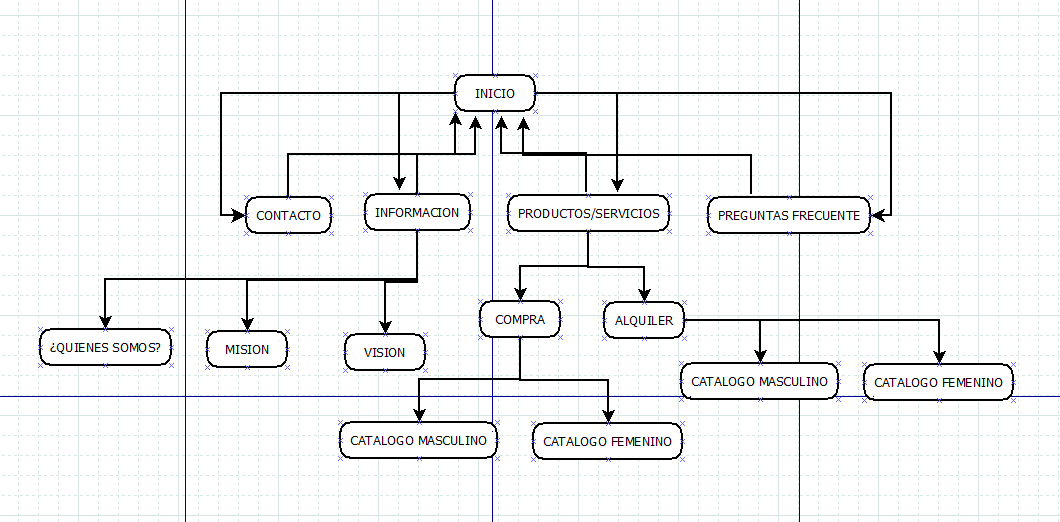 INICIO
CONTACTO
INFORMACION
PRODUCTOS/SERVICIOS
PREGUNTAS FRECUENTE
¿QUIENES SOMOS?
MISION
VISION
COMPRA
ALQUILER
CATALOGO MASCULINO
CATALOGO FEMENINO
CATALOGO MASCULINO
CATALOGO FEMENINO